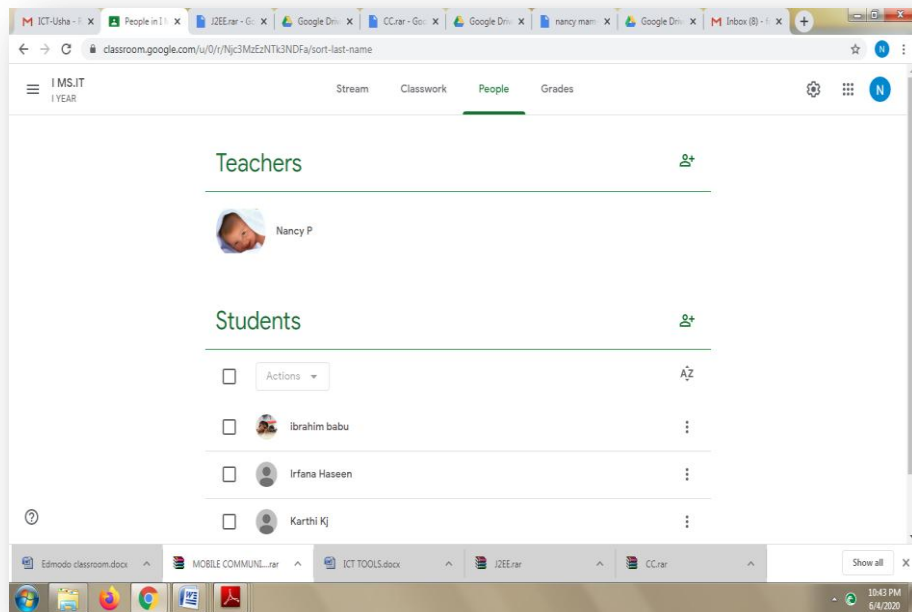 ICT-Usha - F
People in I M
J2EE.rar - Go
Google Driv
CC.rar - Goo
Google Driv
nancy mam
Google Driv
Inbox (8) -
classroom.google.com/u/0/r/Njc3MzEzNTk3NDFa/sort-last-name
N
I MS.IT
I YEAR
Stream Classwork People Grades
N
Teachers
Nancy P
Students
Actions
AZ
ibrahim babu
Irfana Haseen
Karthi Kj
Edmodo classroom.docx
MOBILE COMMUNI....rar
ICT TOOLS.docx
J2EE.rar
CC.rar
Show all
10:43 PM
6/4/2020